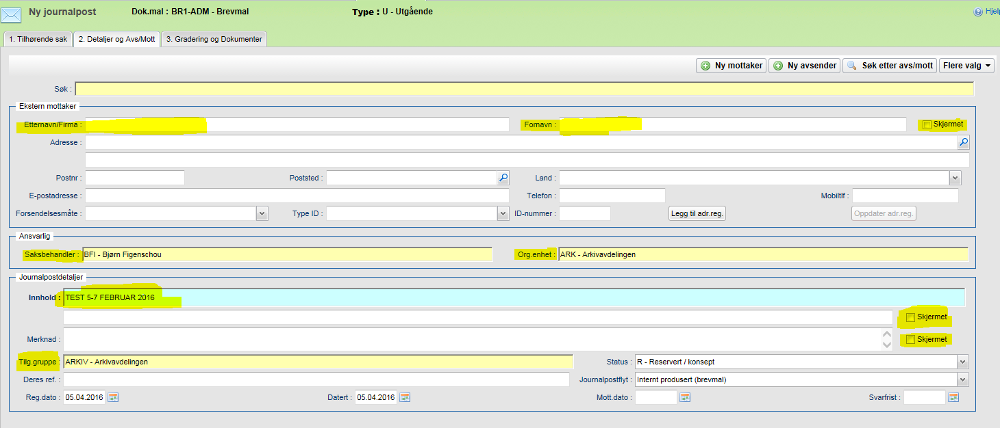 Ny journalpost Dok.mal : BR1-ADM - Brevmal Type : U - Utgående Hjelp
1. Tilhørende sak 2. Detaljer og Avs/Mott 3. Gradering og Dokumenter
Ny mottaker Ny avsender Søk etter avs/mott Flere valg
Søk :
Ekstern mottaker
Etternavn/Firma : Fornavn : Skjermet
Adresse :
Postnr : Poststed : Land :
E-postadresse : Telefon : Mobiltlf :
Forsendelsesmåte : Type ID : ID-nummer : Legg til adr.reg. Oppdater adr.reg.
Ansvarlig
Saksbehandler : BFI - Bjørn Figenschou Org.enhet : ARK - Arkivavdelingen
Journalpostdetaljer
Innhold : TEST 5-7 FEBRUAR 2016
Skjermet
Merknad : Skjermet
Tilg.gruppe : ARKIV - Arkivavdelingen Status : R - Reservert / konsept
Deres ref. : Journalpostflyt : Internt produsert (brevmal)
Reg.dato : 05.04.2016 Datert : 05.04.2016 Mott.dato : Svarfrist :